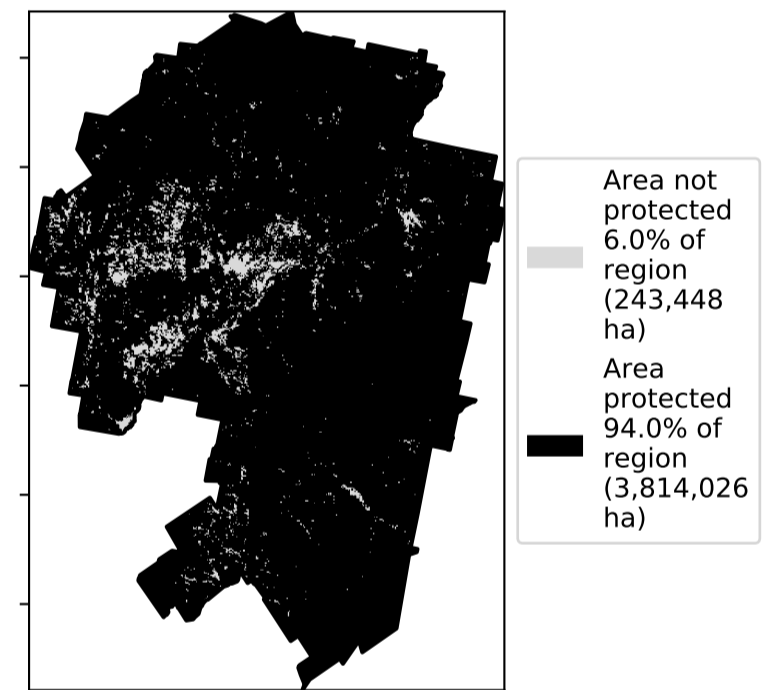 Area not
protected
6.0% of
region
(243,448
ha)
Area
protected
94.0% of
region
(3,814,026
ha)